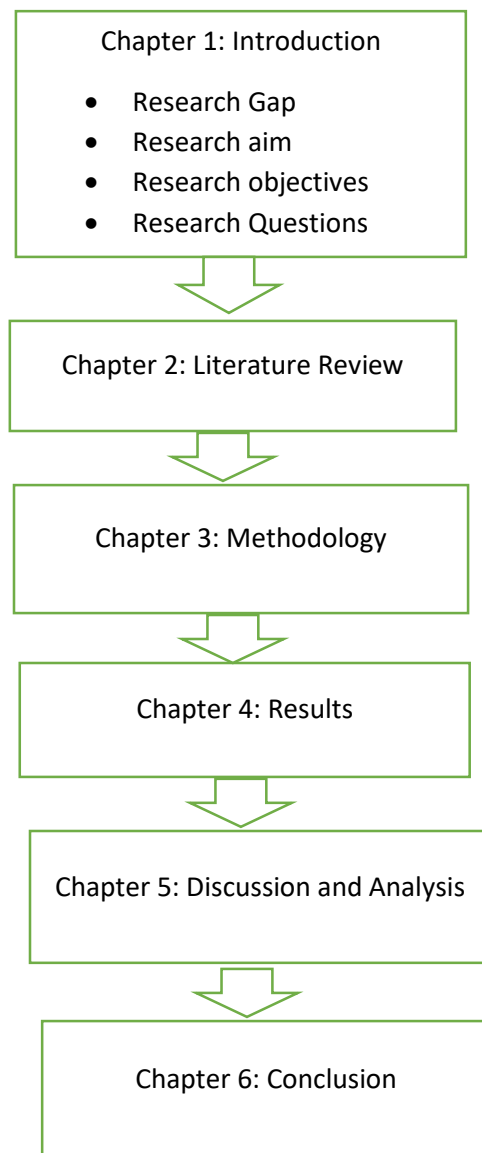 Chapter 1: Introduction
• Research Gap
• Research aim
• Research objectives
• Research Questions
Chapter 2: Literature Review
Chapter 3: Methodology
Chapter 4: Results
Chapter 5: Discussion and Analysis
Chapter 6: Conclusion